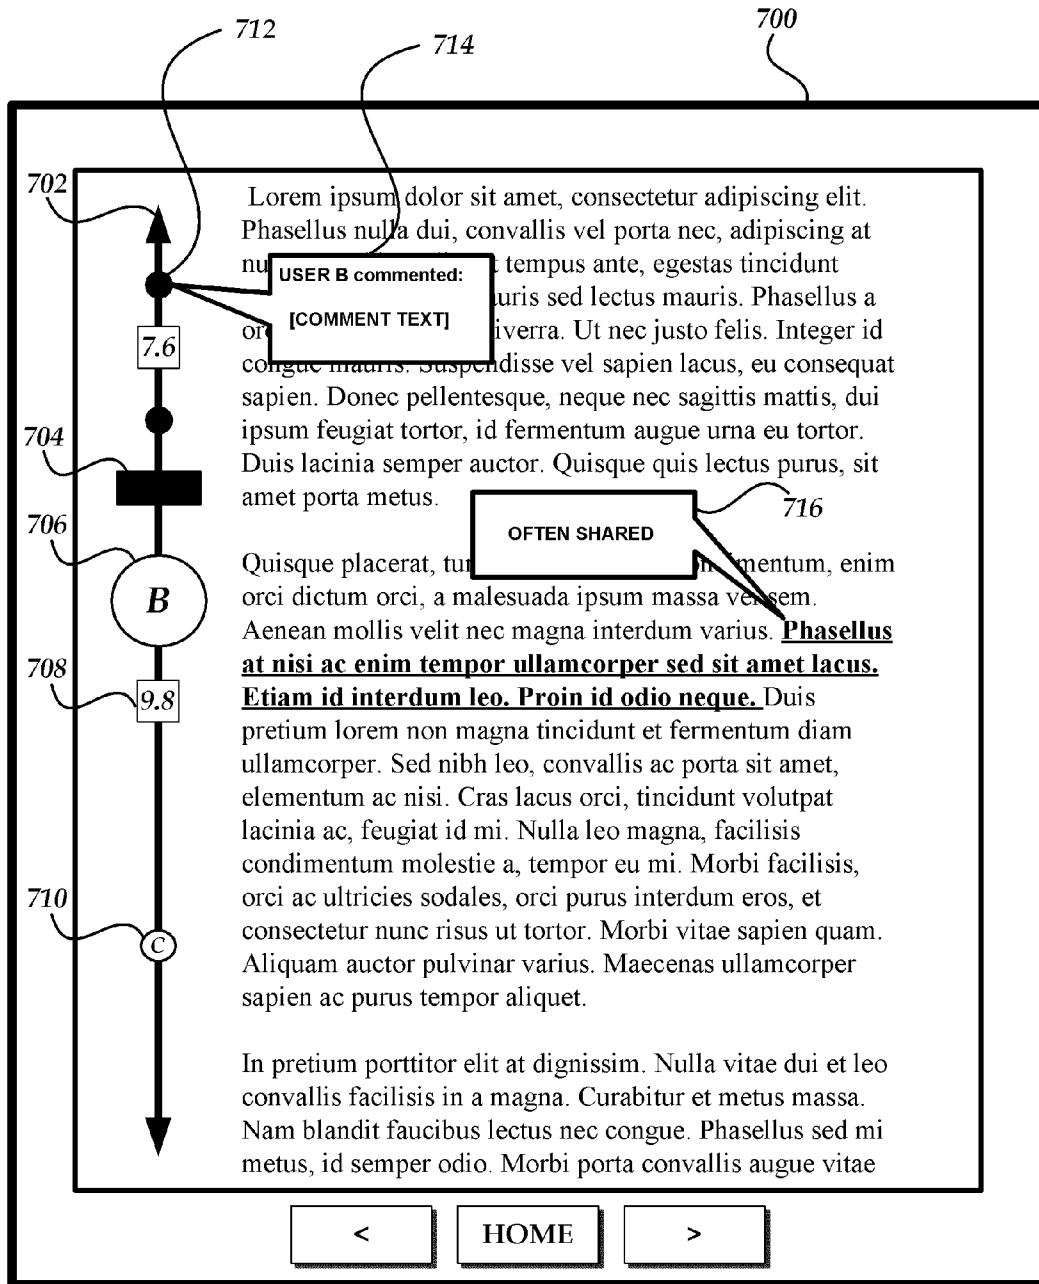 712
714
700
702
Lorem ipsum dolor sit amet, consectetur adipiscing elit.
Phasellus nulla dui, convallis vel porta nec, adipiscing at
nu tempus ante, egestas tincidunt
USER B commented:
uris sed lectus mauris. Phasellus a
[COMMENT TEXT]
iverra. Ut nec justo felis. Integer id
7.6
congue mauris. Suspendisse vel sapien lacus, eu consequat
sapien. Donec pellentesque, neque nec sagittis mattis, dui
ipsum feugiat tortor, id fermentum augue urna eu tortor.
704
Duis lacinia semper auctor. Quisque quis lectus purus, sit
amet porta metus.
716
706
OFTEN SHARED
Quisque placerat, tur mentum, enim
B
orci dictum orci, a malesuada ipsum massa vel sem.
Aenean mollis velit nec magna interdum varius. Phasellus
at nisi ac enim tempor ullamcorper sed sit amet lacus.
708
9.8
Etiam id interdum leo. Proin id odio neque. Duis
pretium lorem non magna tincidunt et fermentum diam
ullamcorper. Sed nibh leo, convallis ac porta sit amet,
elementum ac nisi. Cras lacus orci, tincidunt volutpat
lacinia ac, feugiat id mi. Nulla leo magna, facilisis
condimentum molestie a, tempor eu mi. Morbi facilisis,
710
orci ac ultricies sodales, orci purus interdum eros, et
consectetur nunc risus ut tortor. Morbi vitae sapien quam.
C
Aliquam auctor pulvinar varius. Maecenas ullamcorper
sapien ac purus tempor aliquet.
In pretium porttitor elit at dignissim. Nulla vitae dui et leo
convallis facilisis in a magna. Curabitur et metus massa.
Nam blandit faucibus lectus nec congue. Phasellus sed mi
metus, id semper odio. Morbi porta convallis augue vitae
<
HOME
>